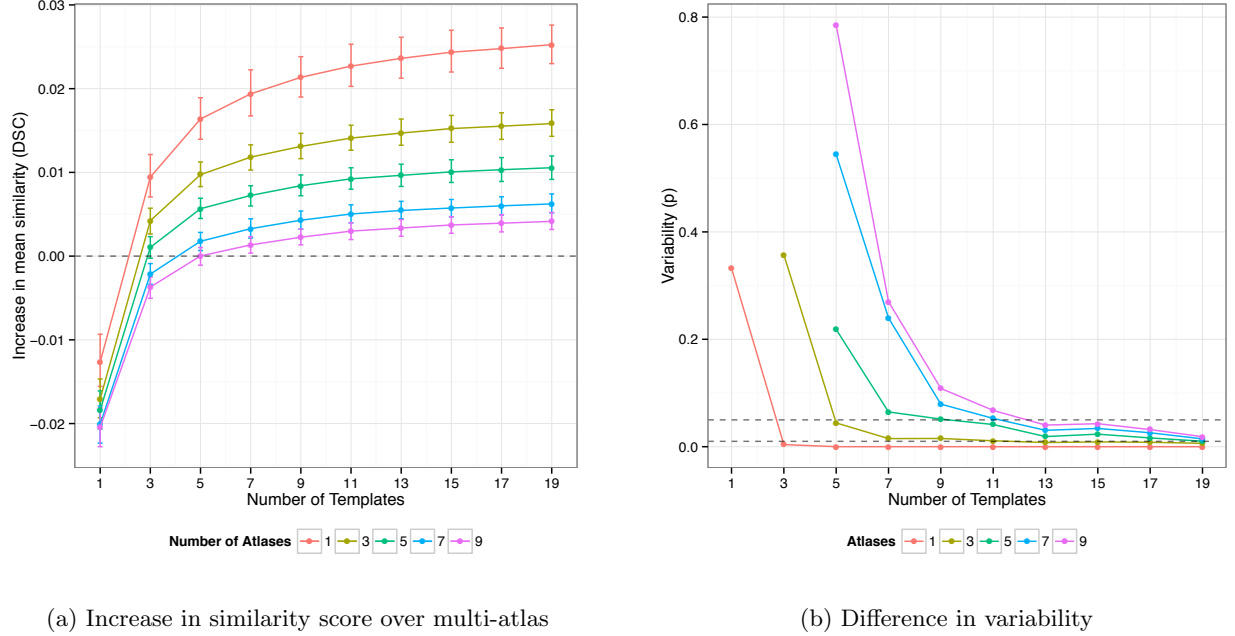 0.03
0.02
0.01
0.00
−0.01
−0.02
Increase in mean similarity (DSC)
1 3 5 7 9 11 13 15 17 19
Number of Templates
Number of Atlases 1 3 5 7 9
(a) Increase in similarity score over multi-atlas
0.8
0.6
0.4
0.2
0.0
Variability (p)
1 3 5 7 9 11 13 15 17 19
Number of Templates
Atlases 1 3 5 7 9
(b) Difference in variability